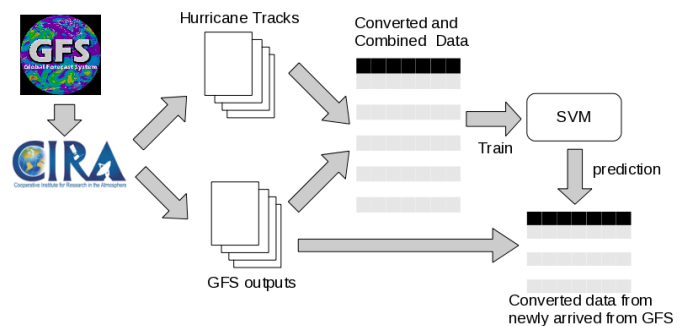 Hurricane Tracks
Converted and
Combined Data
GFS
Global Forecast System
CIRA
Cooperative Institute for Research in the Atmosphere
Train
SVM
prediction
GFS outputs
Converted data from
newly arrived from GFS